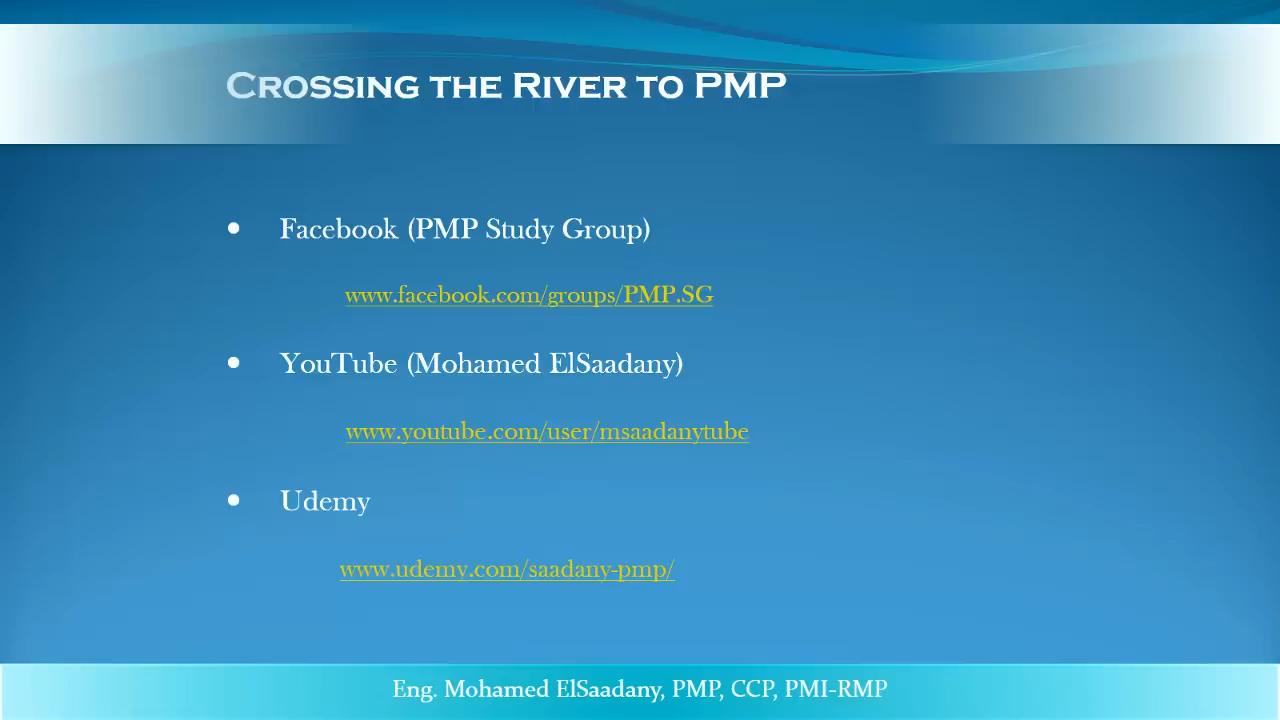 Crossing the River to PMP
• Facebook (PMP Study Group)
www.facebook.com/groups/PMP.SG
• YouTube (Mohamed ElSaadany)
www.youtube.com/user/msaadanytube
• Udemy
www.udemy.com/saadany-pmp/
Eng. Mohamed ElSaadany, PMP, CCP, PMI-RMP